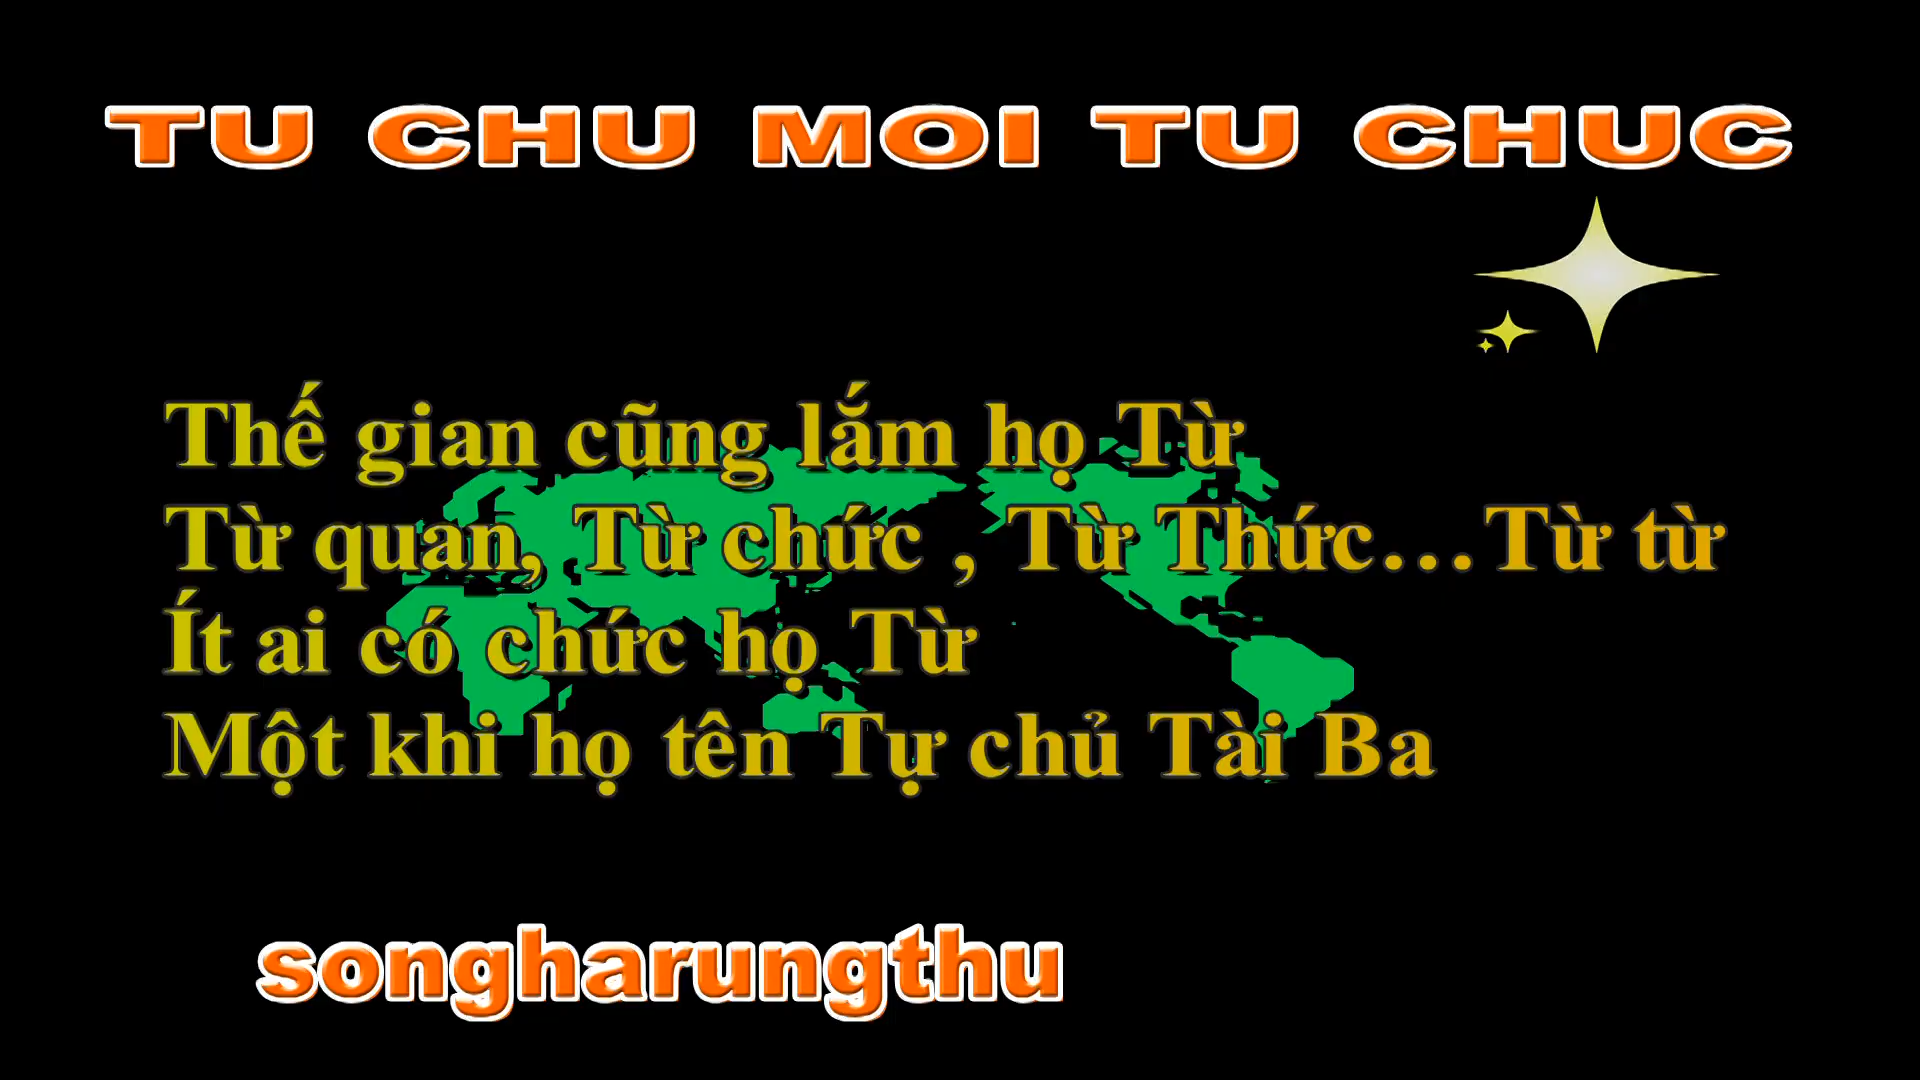 TU CHU MOI TU CHUC
Thế gian cũng lắm họ Từ
Từ quan, Từ chức , Từ Thức…Từ từ
Ít ai có chức họ Từ
Một khi họ tên Tự chủ Tài Ba
songharungthu